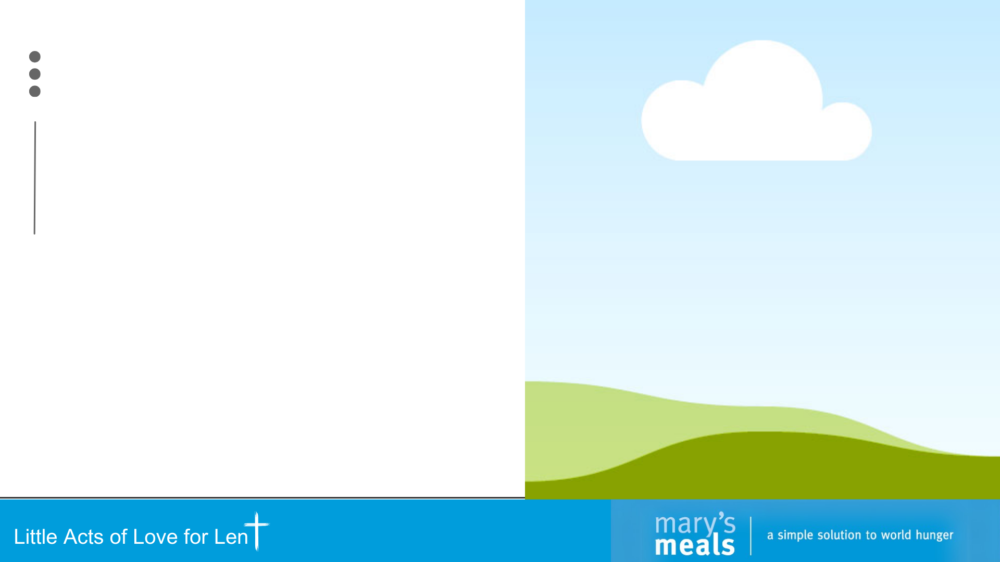 Little Acts of Love for Lent
mary's
meals
a simple solution to world hunger